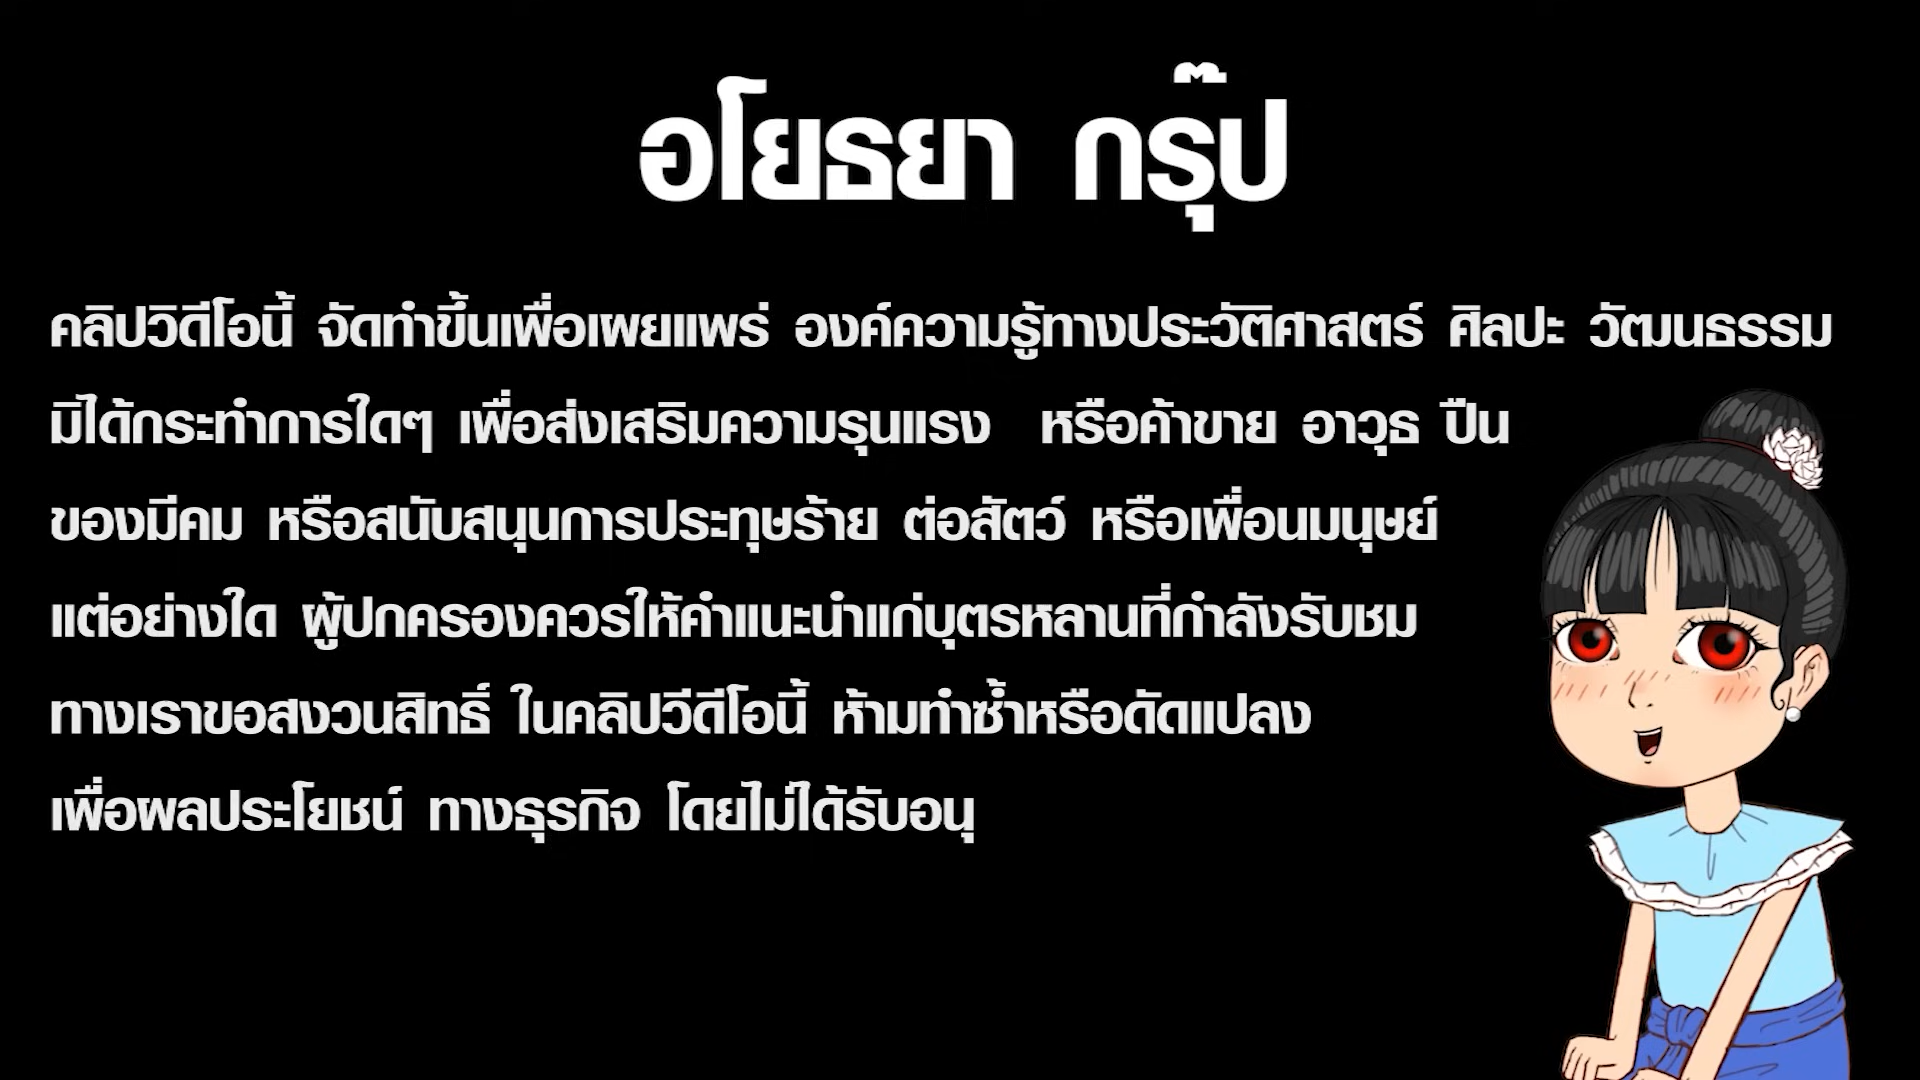 อโยธยา กรุ๊ป
คลิปวิดีโอนี้ จัดทำขึ้นเพื่อเผยแพร่ องค์ความรู้ทางประวัติศาสตร์ ศิลปะ วัฒนธรรม
มิได้กระทำการใดๆ เพื่อส่งเสริมความรุนแรง หรือค้าขาย อาวุธ ปืน
ของมีคม หรือสนับสนุนการประทุษร้าย ต่อสัตว์ หรือเพื่อนมนุษย์
แต่อย่างใด ผู้ปกครองควรให้คำแนะนำแก่บุตรหลานที่กำลังรับชม
ทางเราขอสงวนสิทธิ์ ในคลิปวีดีโอนี้ ห้ามทำซ้ำหรือดัดแปลง
เพื่อผลประโยชน์ ทางธุรกิจ โดยไม่ได้รับอนุ